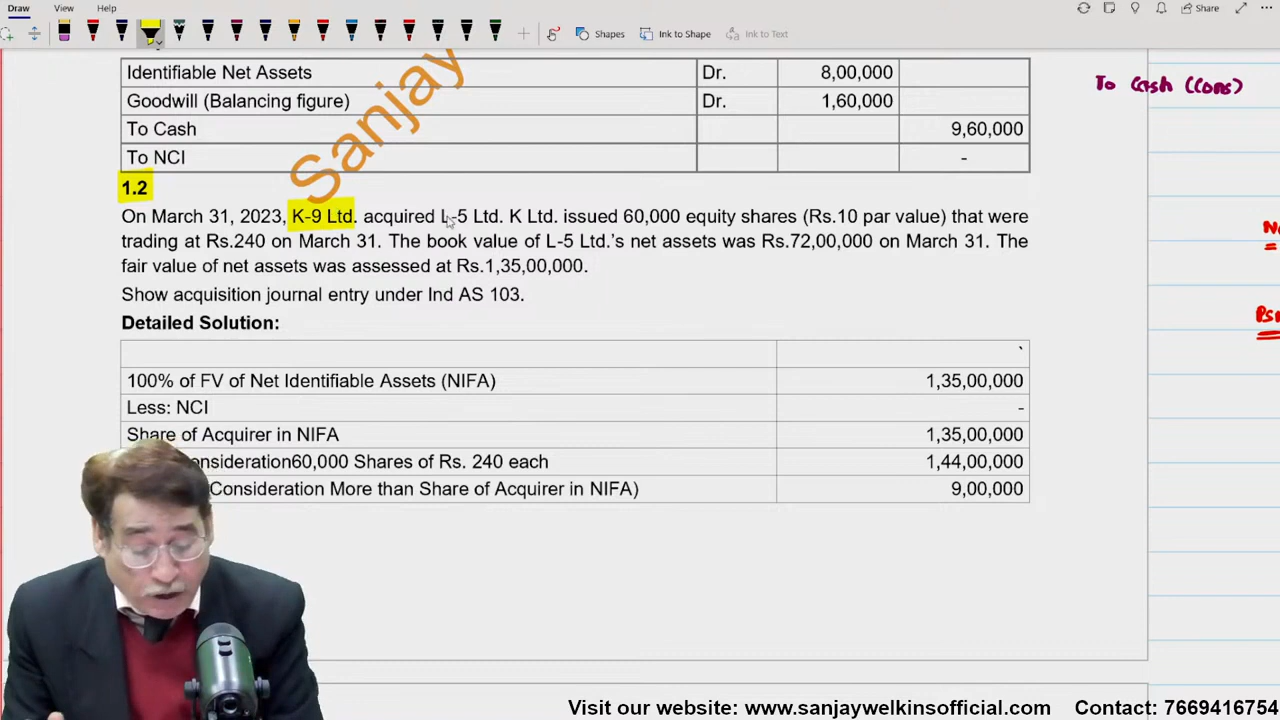 Draw View Help Share
Shapes Ink to Shape Ink to Text
Identifiable Net Assets Dr. 8,00,000
Goodwill (Balancing figure) Dr. 1,60,000
To Cash 9,60,000
To NCI -
To Cash (Cons)
Sanjay
1.2
On March 31, 2023, K-9 Ltd. acquired L-5 Ltd. K Ltd. issued 60,000 equity shares (Rs.10 par value) that were
trading at Rs.240 on March 31. The book value of L-5 Ltd.'s net assets was Rs.72,00,000 on March 31. The
fair value of net assets was assessed at Rs.1,35,00,000.
Show acquisition journal entry under Ind AS 103.
Detailed Solution:
`
100% of FV of Net Identifiable Assets (NIFA) 1,35,00,000
Less: NCI -
Share of Acquirer in NIFA 1,35,00,000
onsideration60,000 Shares of Rs. 240 each 1,44,00,000
Consideration More than Share of Acquirer in NIFA) 9,00,000
Visit our website: www.sanjaywelkinsofficial.com Contact: 7669416754